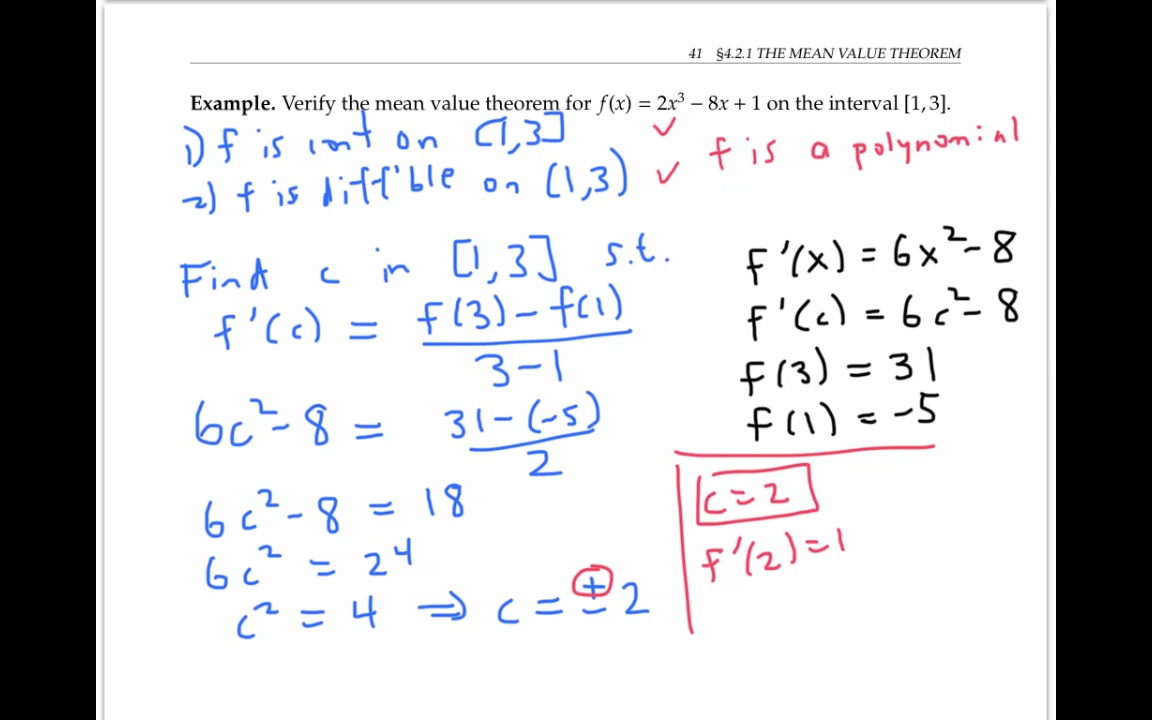 41 §4.2.1 THE MEAN VALUE THEOREM
Example. Verify the mean value theorem for f(x) = 2x³ − 8x + 1 on the interval [1, 3].
1) f is cont on [1,3] ✓
2) f is diff'ble on (1,3) ✓
f is a polynomial
Find c in [1,3] s.t.
f'(c) = (f(3) − f(1)) / (3 − 1)
6c² − 8 = (31 − (−5)) / 2
6c² − 8 = 18
6c² = 24
c² = 4 ⇒ c = ±2
f'(x) = 6x² − 8
f'(c) = 6c² − 8
f(3) = 31
f(1) = −5
c = 2
f'(2) = 1